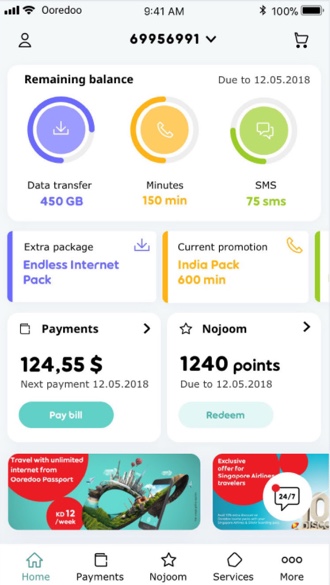 Ooredoo
9:41 AM
100%
69956991
Remaining balance
Due to 12.05.2018
Data transfer
450 GB
Minutes
150 min
SMS
75 sms
Extra package
Endless Internet
Pack
Current promotion
India Pack
600 min
Payments
124,55 $
Next payment 12.05.2018
Pay bill
Nojoom
1240 points
Due to 12.05.2018
Redeem
Travel with unlimited
internet from
Ooredoo Passport
KD 12
/week
Exclusive
offer for
Singapore Airlines
travelers
24/7
10
Home
Payments
Nojoom
Services
More